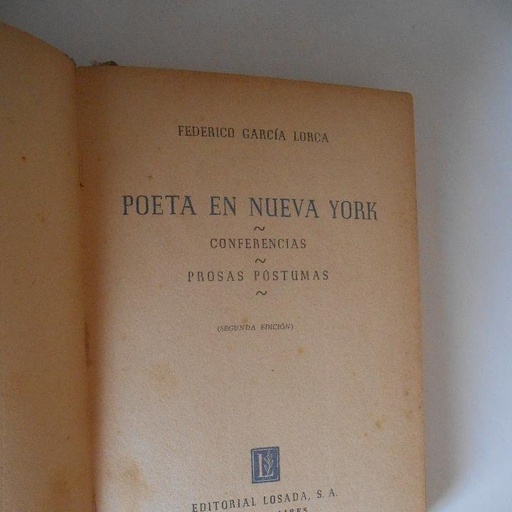 FEDERICO GARCÍA LORCA
POETA EN NUEVA YORK
~
CONFERENCIAS
~
PROSAS PÓSTUMAS
~
(SEGUNDA EDICIÓN)
L
EDITORIAL LOSADA, S. A.